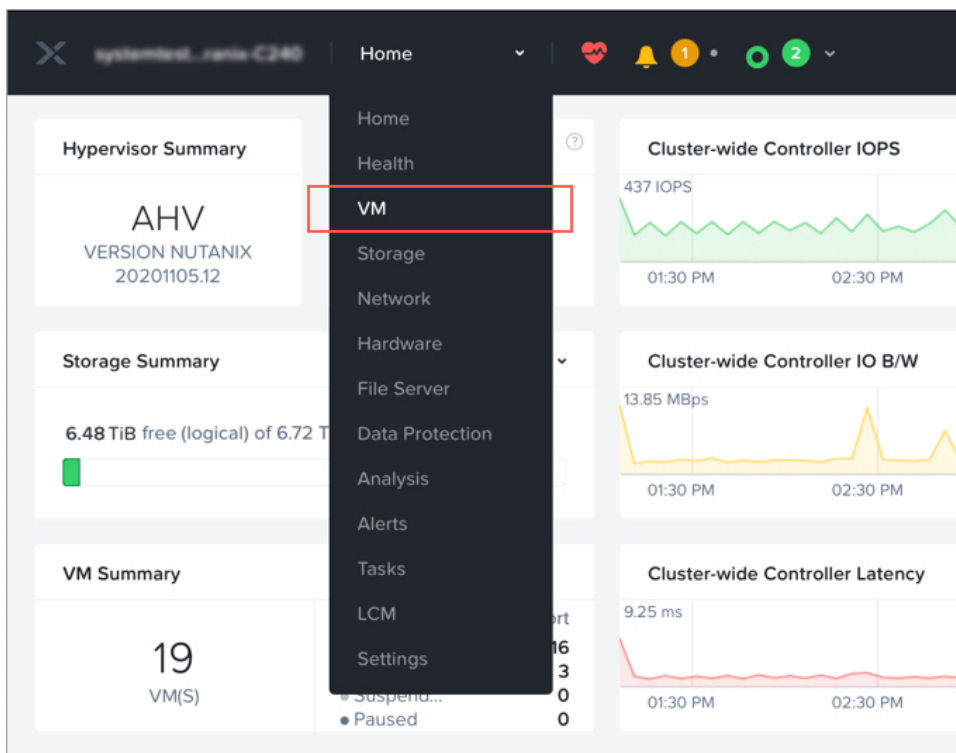 Home
1
2
Home
Health
VM
Storage
Network
Hardware
File Server
Data Protection
Analysis
Alerts
Tasks
LCM
Settings
Hypervisor Summary
?
AHV
VERSION NUTANIX
20201105.12
Cluster-wide Controller IOPS
437 IOPS
01:30 PM 02:30 PM
Storage Summary
6.48 TiB free (logical) of 6.72 T
Cluster-wide Controller IO B/W
13.85 MBps
01:30 PM 02:30 PM
VM Summary
19
VM(S)
ort
16
3
Suspend... 0
Paused 0
Cluster-wide Controller Latency
9.25 ms
01:30 PM 02:30 PM